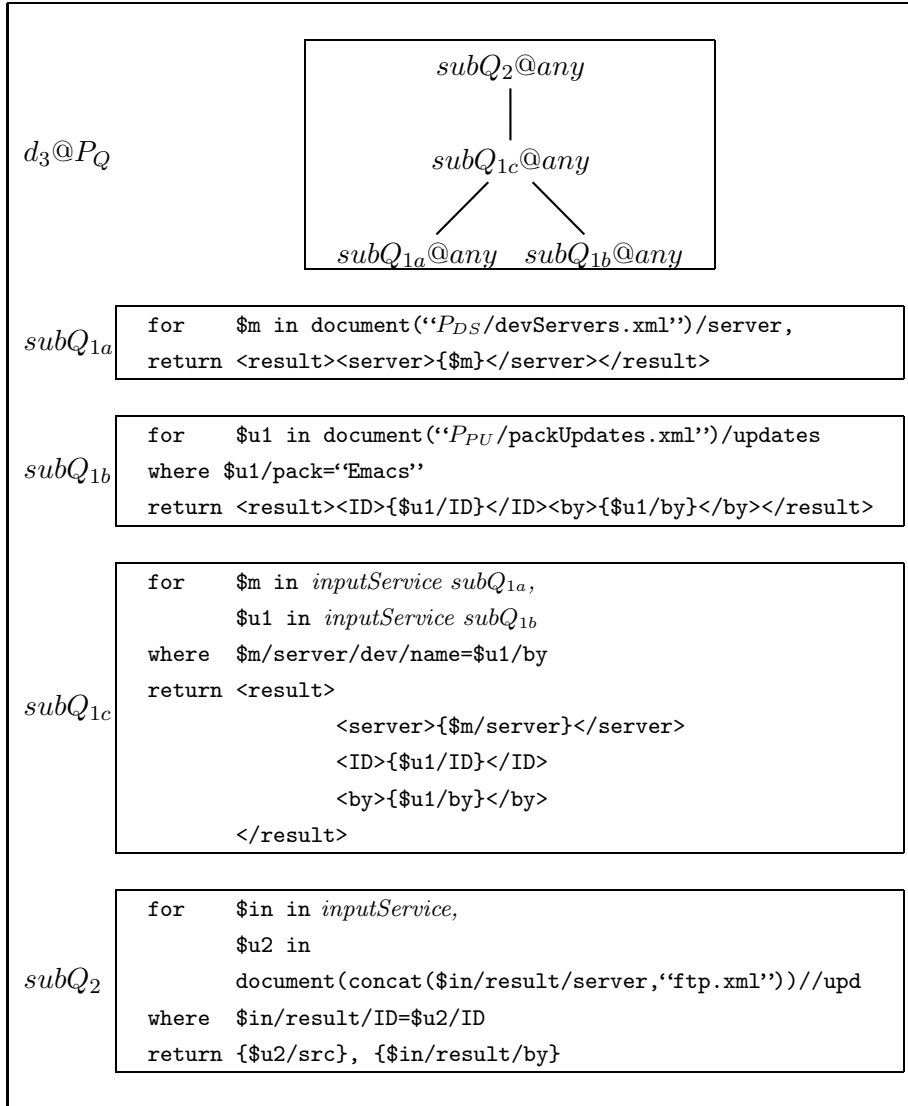 subQ₂@any
d₃@P_Q
subQ₁c@any
subQ₁a@any subQ₁b@any
subQ₁a
for $m in document(“P_DS/devServers.xml”)/server,
return <result><server>{$m}</server></result>
subQ₁b
for $u1 in document(“P_PU/packUpdates.xml”)/updates
where $u1/pack=“Emacs”
return <result><ID>{$u1/ID}</ID><by>{$u1/by}</by></result>
subQ₁c
for $m in inputService subQ₁a,
$u1 in inputService subQ₁b
where $m/server/dev/name=$u1/by
return <result>
<server>{$m/server}</server>
<ID>{$u1/ID}</ID>
<by>{$u1/by}</by>
</result>
subQ₂
for $in in inputService,
$u2 in
document(concat($in/result/server,“ftp.xml”))//upd
where $in/result/ID=$u2/ID
return {$u2/src}, {$in/result/by}